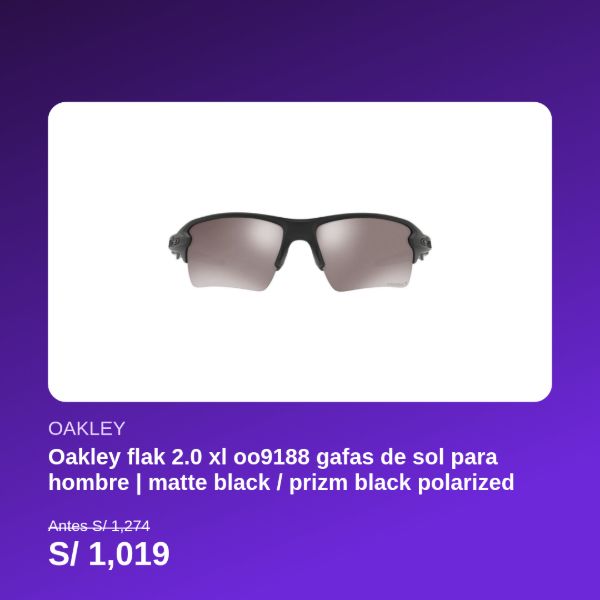 OAKLEY
Oakley flak 2.0 xl oo9188 gafas de sol para
hombre | matte black / prizm black polarized
Antes S/ 1,274
S/ 1,019